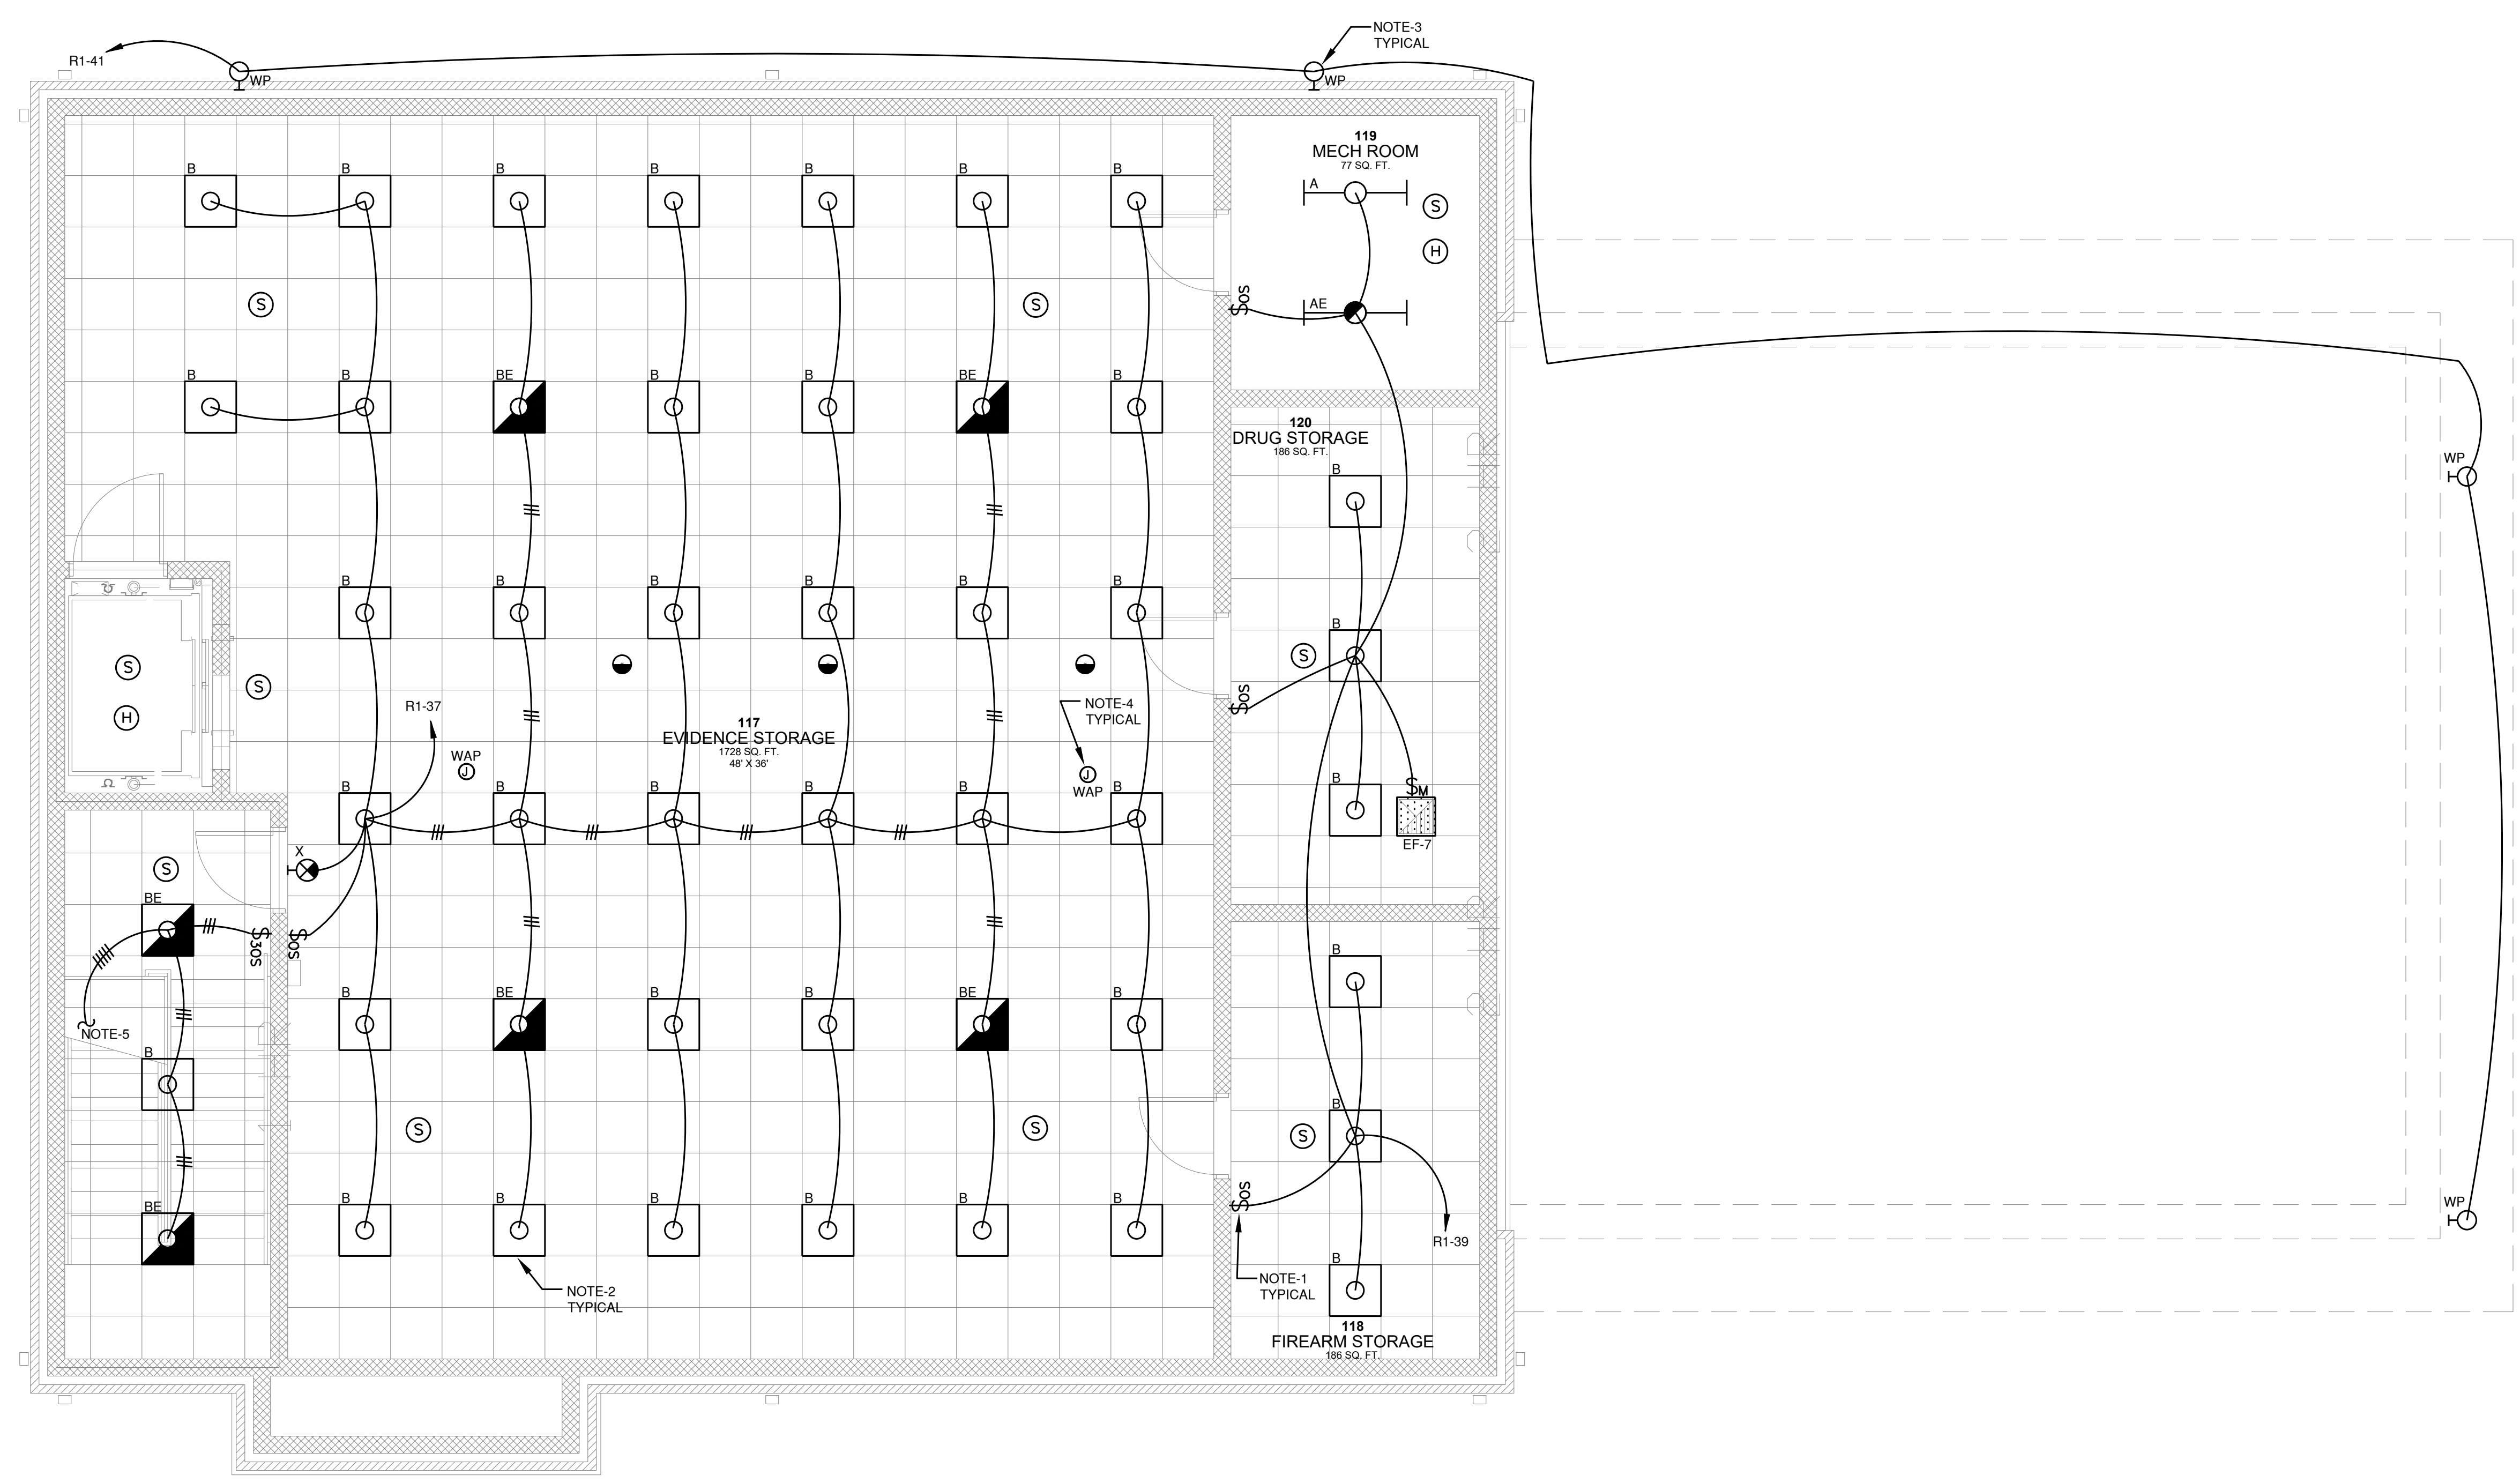 NOTE-3
TYPICAL
R1-41
WP
WP
119
MECH ROOM
77 SQ. FT.
B
B
B
B
B
B
B
A
S
H
S
S
AE
$OS
B
B
BE
B
B
BE
B
120
DRUG STORAGE
186 SQ. FT.
B
WP
B
B
B
B
B
B
B
S
H
S
S
$OS
R1-37
NOTE-4
TYPICAL
117
EVIDENCE STORAGE
1728 SQ. FT.
48' X 36'
WAP
J
J
WAP
B
B
B
B
B
B
B
$M
EF-7
X
S
BE
$3OS
$OS
B
NOTE-5
B
B
BE
B
B
BE
B
B
S
S
S
BE
B
B
B
B
B
B
$OS
WP
R1-39
B
NOTE-1
TYPICAL
NOTE-2
TYPICAL
118
FIREARM STORAGE
186 SQ. FT.